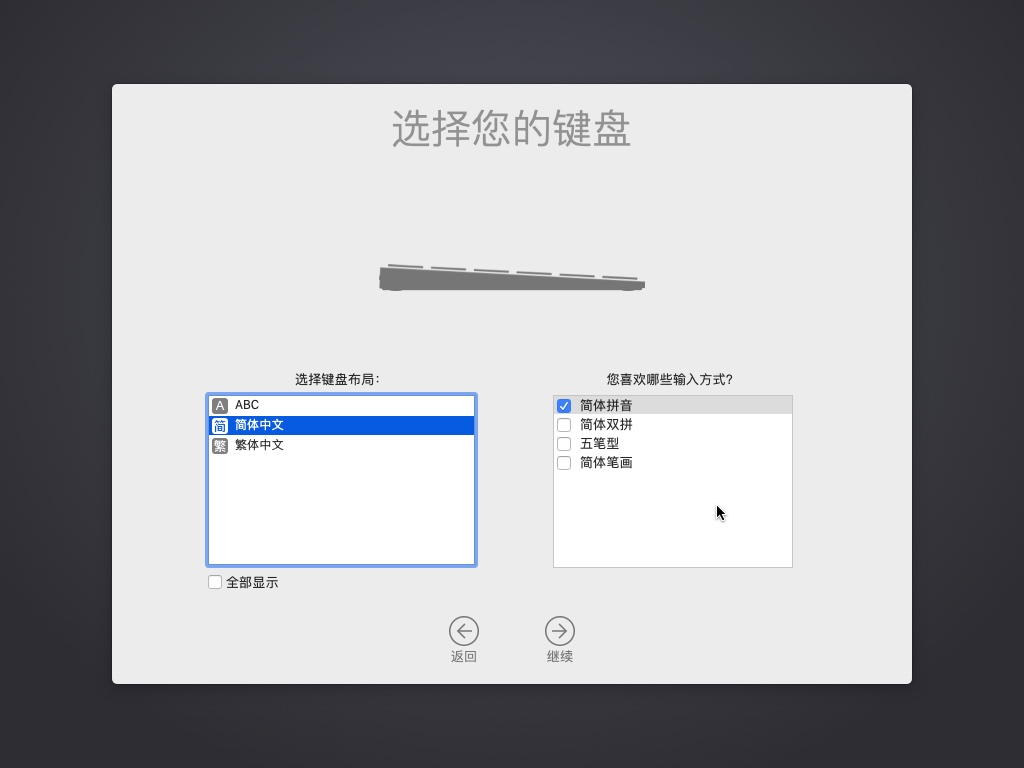 选择您的键盘
选择键盘布局:
您喜欢哪些输入方式?
A ABC
简 简体中文
繁 繁体中文
简体拼音
简体双拼
五笔型
简体笔画
全部显示
返回
继续